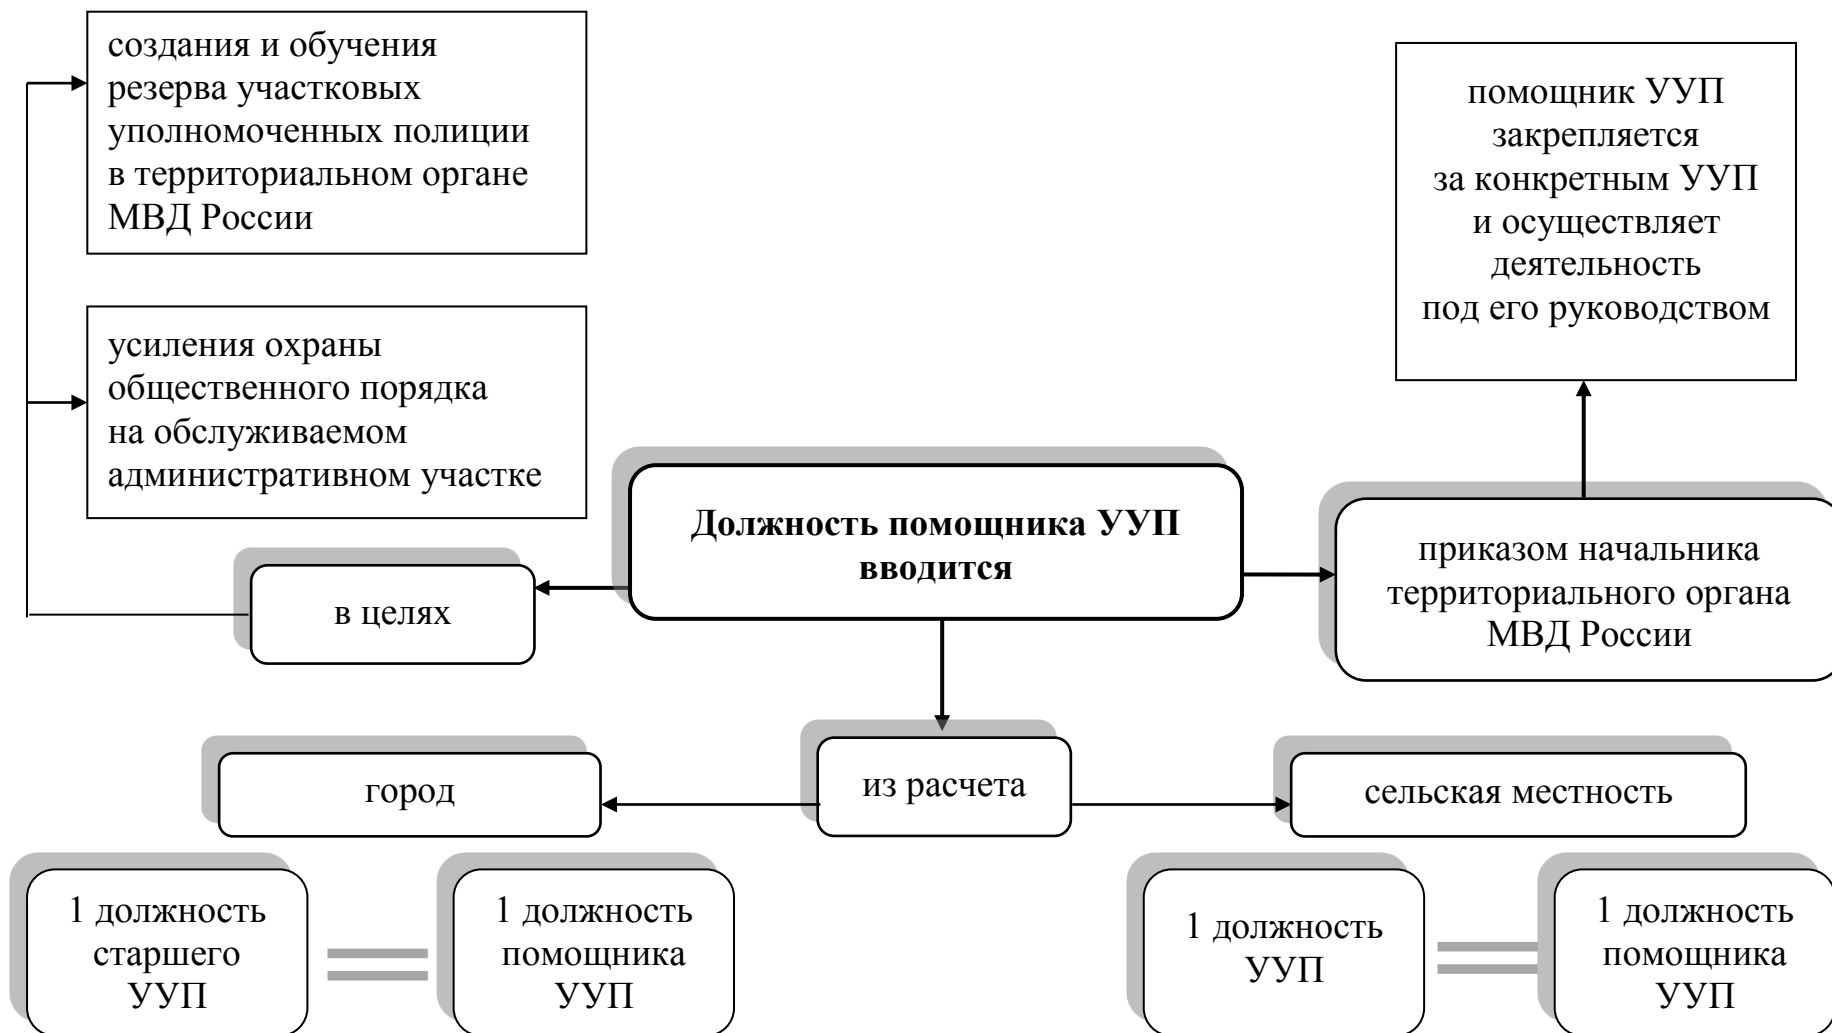 создания и обучения
резерва участковых
уполномоченных полиции
в территориальном органе
МВД России
помощник УУП
закрепляется
за конкретным УУП
и осуществляет
деятельность
под его руководством
усиления охраны
общественного порядка
на обслуживаемом
административном участке
Должность помощника УУП
вводится
приказом начальника
территориального органа
МВД России
в целях
из расчета
город
сельская местность
1 должность
старшего
УУП
1 должность
помощника
УУП
1 должность
УУП
1 должность
помощника
УУП